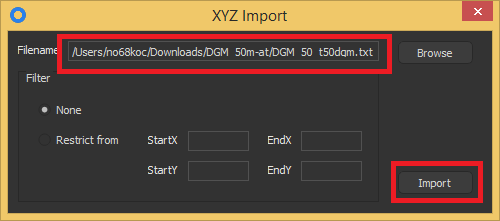 XYZ Import
Filename /Users/no68koc/Downloads/DGM 50m-at/DGM 50 t50dqm.txt Browse
Filter
None
Restrict from StartX EndX
StartY EndY
Import